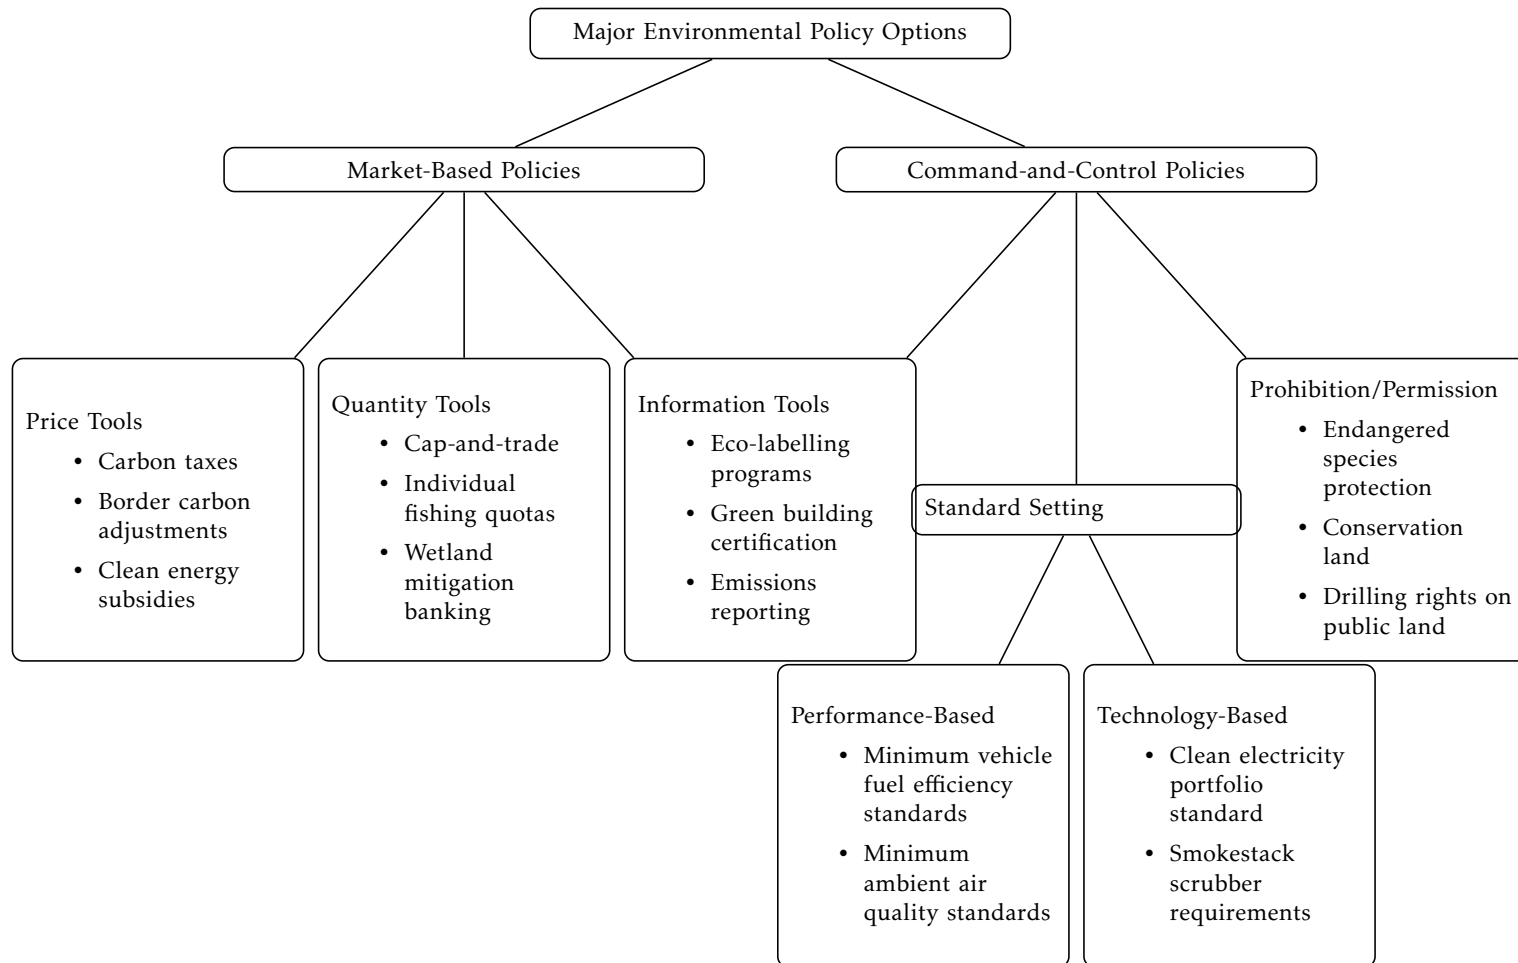 Major Environmental Policy Options
Market-Based Policies
Command-and-Control Policies
Price Tools
• Carbon taxes
• Border carbon
adjustments
• Clean energy
subsidies
Quantity Tools
• Cap-and-trade
• Individual
fishing quotas
• Wetland
mitigation
banking
Information Tools
• Eco-labelling
programs
• Green building
certification
• Emissions
reporting
Standard Setting
Prohibition/Permission
• Endangered
species
protection
• Conservation
land
• Drilling rights on
public land
Performance-Based
• Minimum vehicle
fuel efficiency
standards
• Minimum
ambient air
quality standards
Technology-Based
• Clean electricity
portfolio
standard
• Smokestack
scrubber
requirements